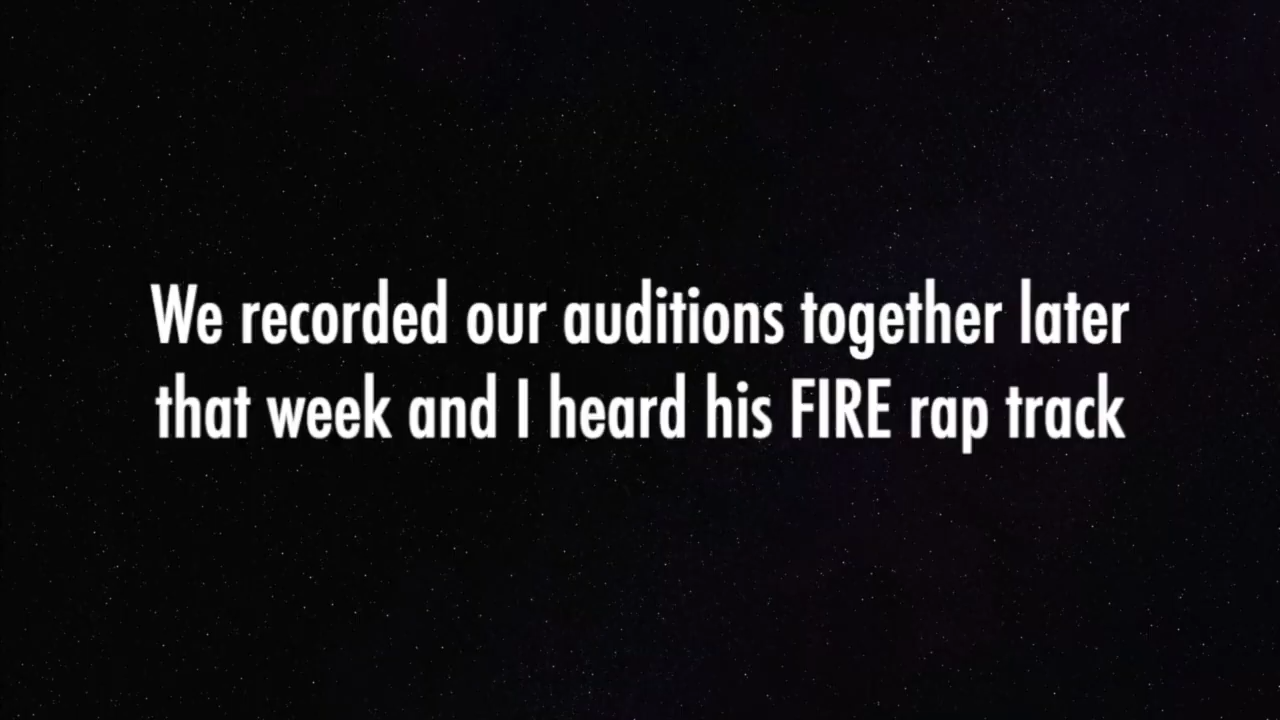 We recorded our auditions together later
that week and I heard his FIRE rap track